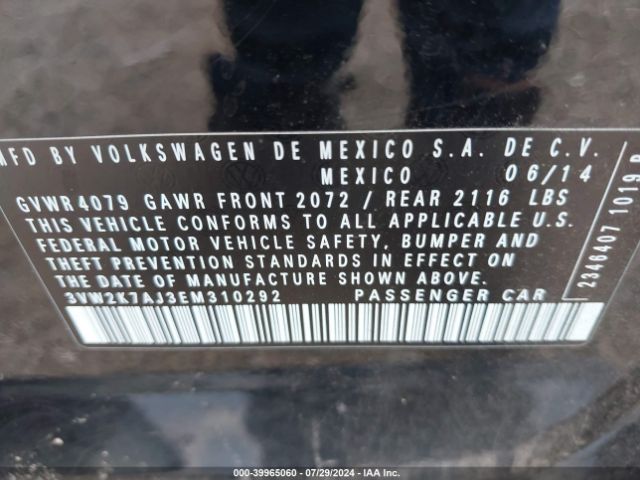 MFD BY VOLKSWAGEN DE MEXICO S.A. DE C.V.
MEXICO 06/14
GVWR4079 GAWR FRONT 2072 / REAR 2116 LBS
THIS VEHICLE CONFORMS TO ALL APPLICABLE U.S.
FEDERAL MOTOR VEHICLE SAFETY, BUMPER AND
THEFT PREVENTION STANDARDS IN EFFECT ON
THE DATE OF MANUFACTURE SHOWN ABOVE.
3VW2K7AJ3EM310292 PASSENGER CAR
2346407 1019
000-39965060 - 07/29/2024 - IAA Inc.